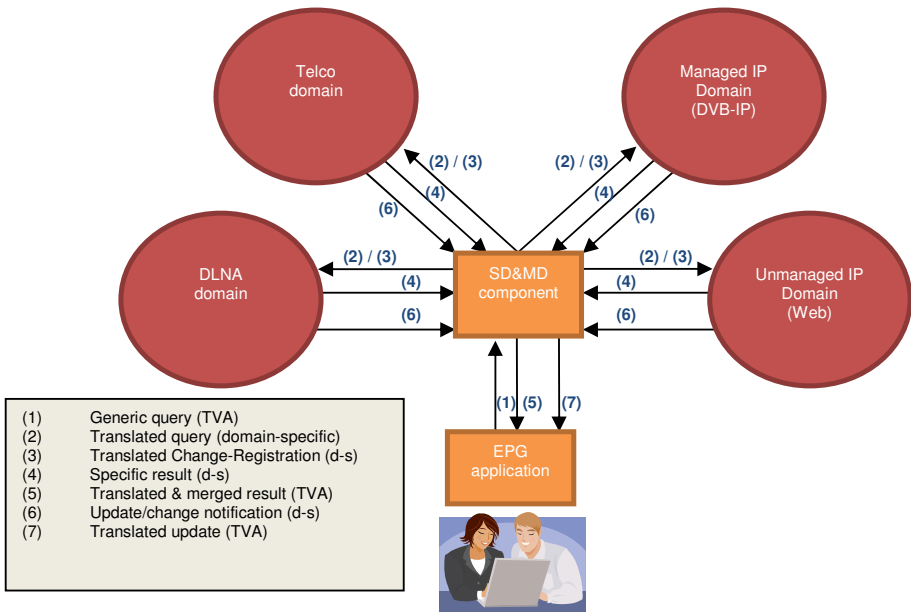 Telco
domain
Managed IP
Domain
(DVB-IP)
(2) / (3)
(4)
(6)
(2) / (3)
(4)
(6)
DLNA
domain
(2) / (3)
(4)
(6)
SD&MD
component
(2) / (3)
(4)
(6)
Unmanaged IP
Domain
(Web)
(1) (5) (7)
EPG
application
(1) Generic query (TVA)
(2) Translated query (domain-specific)
(3) Translated Change-Registration (d-s)
(4) Specific result (d-s)
(5) Translated & merged result (TVA)
(6) Update/change notification (d-s)
(7) Translated update (TVA)